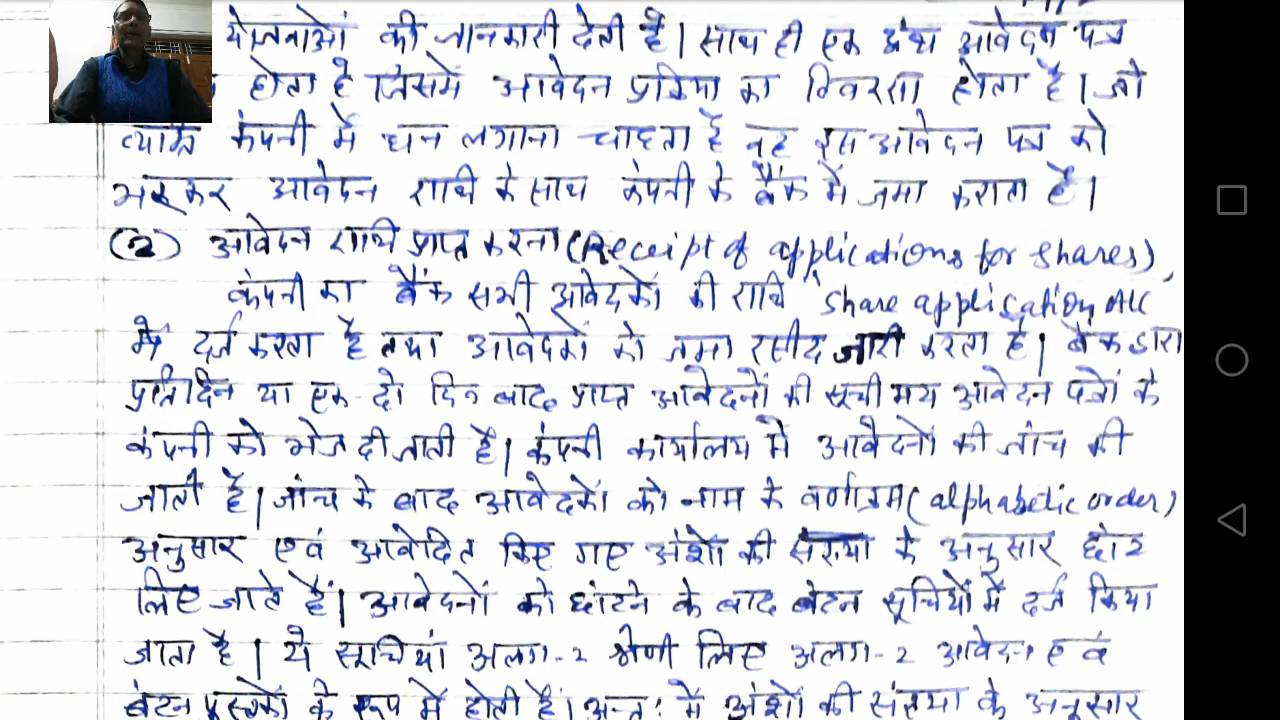 योजनाओं की जानकारी देती है। साथ ही एक अंश आवेदन पत्र
होता है जिसमें आवेदन प्रक्रिया का विवरण होता है। जो
व्यक्ति कंपनी में धन लगाना चाहता है वह इस आवेदन पत्र को
भरकर आवेदन राशि के साथ कंपनी के बैंक में जमा कराता है।
(2) आवेदन राशि प्राप्त करना (Receipt of applications for shares),
कंपनी का बैंक सभी आवेदकों की राशि 'Share application A/c
में दर्ज करता है तथा आवेदकों को जमा रसीद जारी करता है। बैंक द्वारा
प्रतिदिन या एक-दो दिन बाद प्राप्त आवेदनों की सूची मय आवेदन पत्रों के
कंपनी को भेज दी जाती है। कंपनी कार्यालय में आवेदनों की जांच की
जाती है। जांच के बाद आवेदकों को नाम के वर्णाक्रम (alphabetic order)
अनुसार एवं आवेदित किए गए अंशों की संख्या के अनुसार छांट
लिए जाते हैं। आवेदनों को छांटने के बाद बंटन सूचियों में दर्ज किया
जाता है। ये सूचियां अलग-2 श्रेणी लिए अलग-2 आवेदन एवं
बंटन पुस्तकों के रूप में होती हैं। अन्त: में अंशों की संख्या के अनुसार